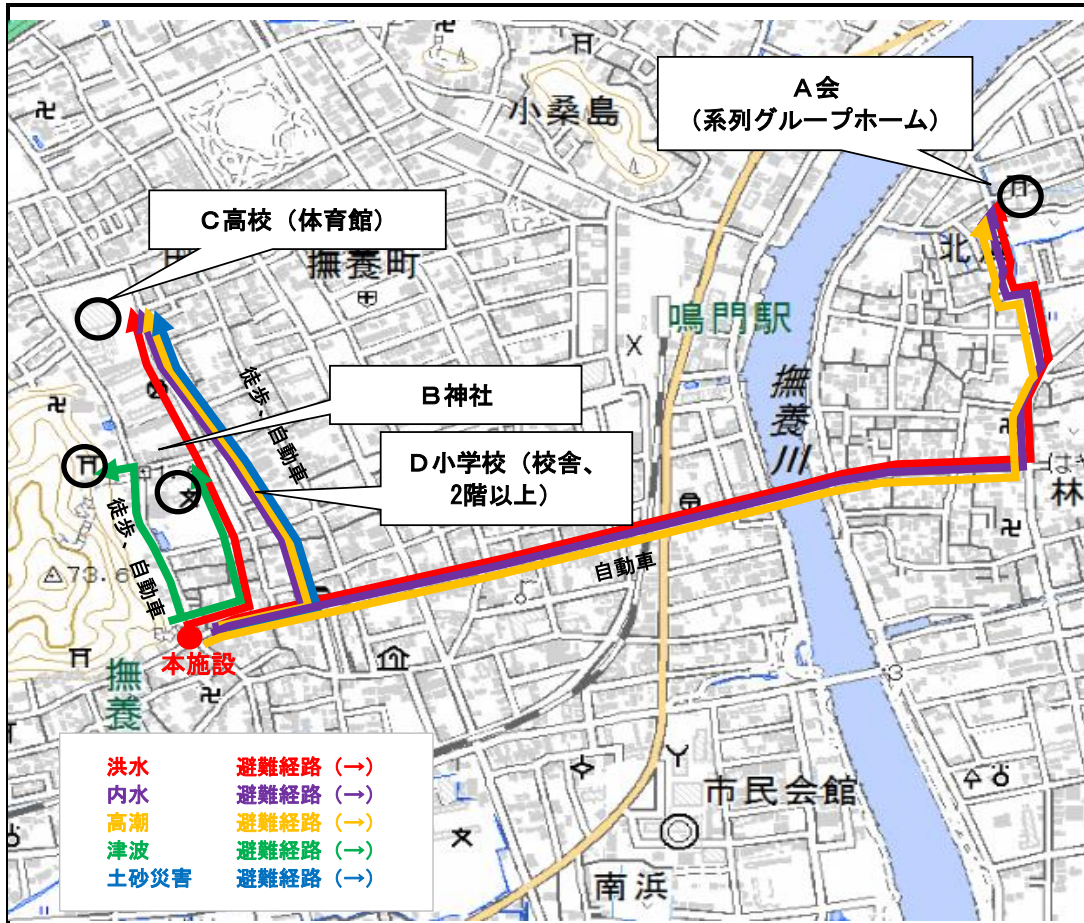 小桑島
A会
(系列グループホーム)
C高校（体育館）
撫養町
北
鳴門駅
B神社
徒歩、自動車
D小学校（校舎、
2階以上）
撫養川
林
徒歩、自動車
73.6
自動車
本施設
撫養
市民会館
南浜
洪水 避難経路（→）
内水 避難経路（→）
高潮 避難経路（→）
津波 避難経路（→）
土砂災害 避難経路（→）